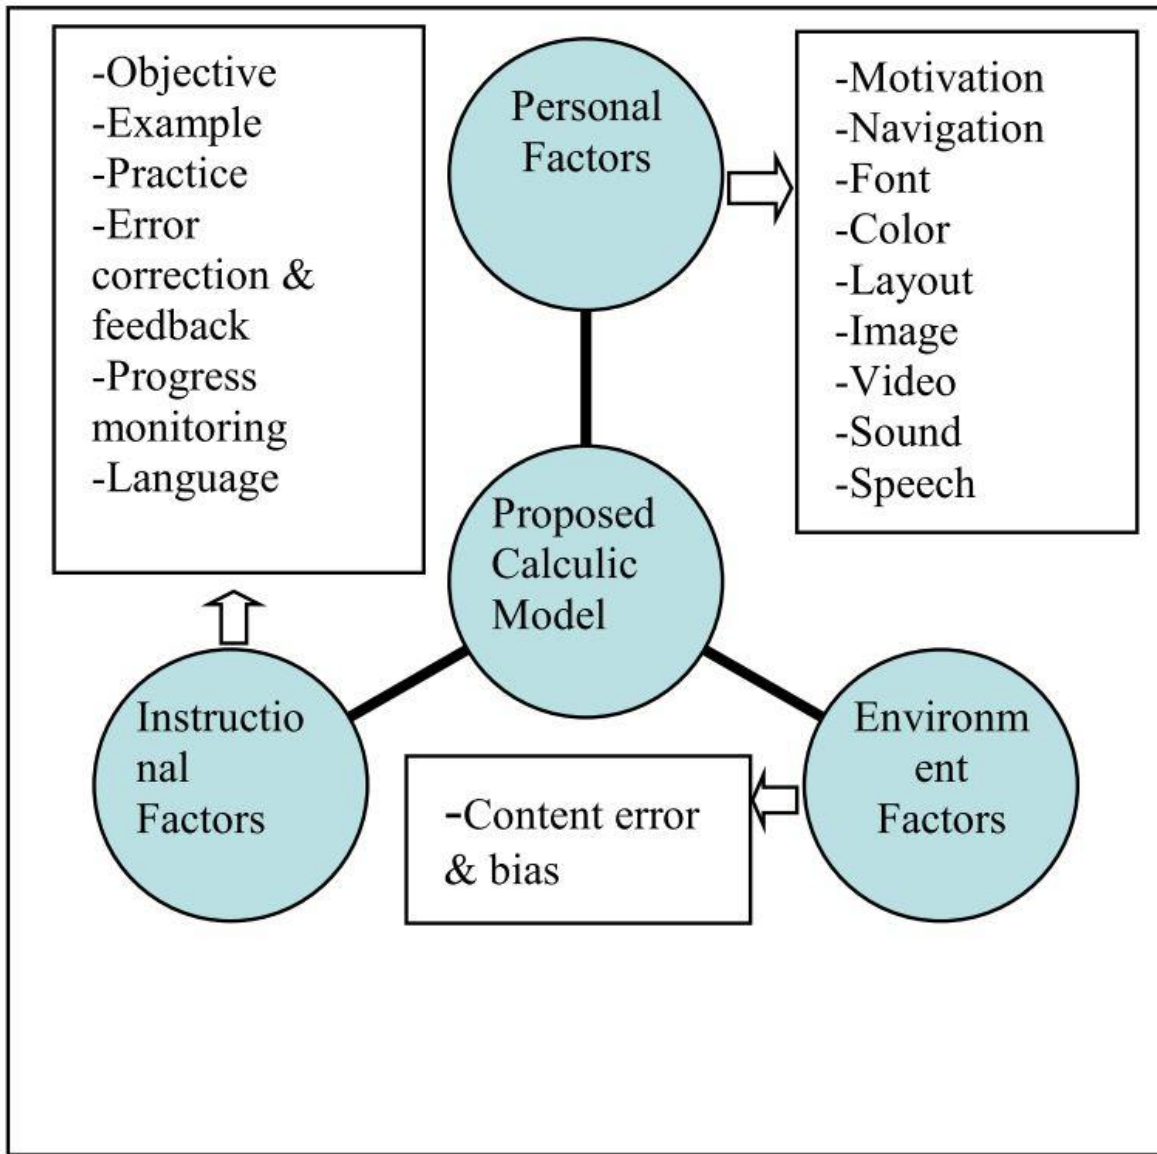 -Objective
-Example
-Practice
-Error
correction &
feedback
-Progress
monitoring
-Language
Personal
Factors
-Motivation
-Navigation
-Font
-Color
-Layout
-Image
-Video
-Sound
-Speech
Proposed
Calculic
Model
Instructio
nal
Factors
-Content error
& bias
Environm
ent
Factors